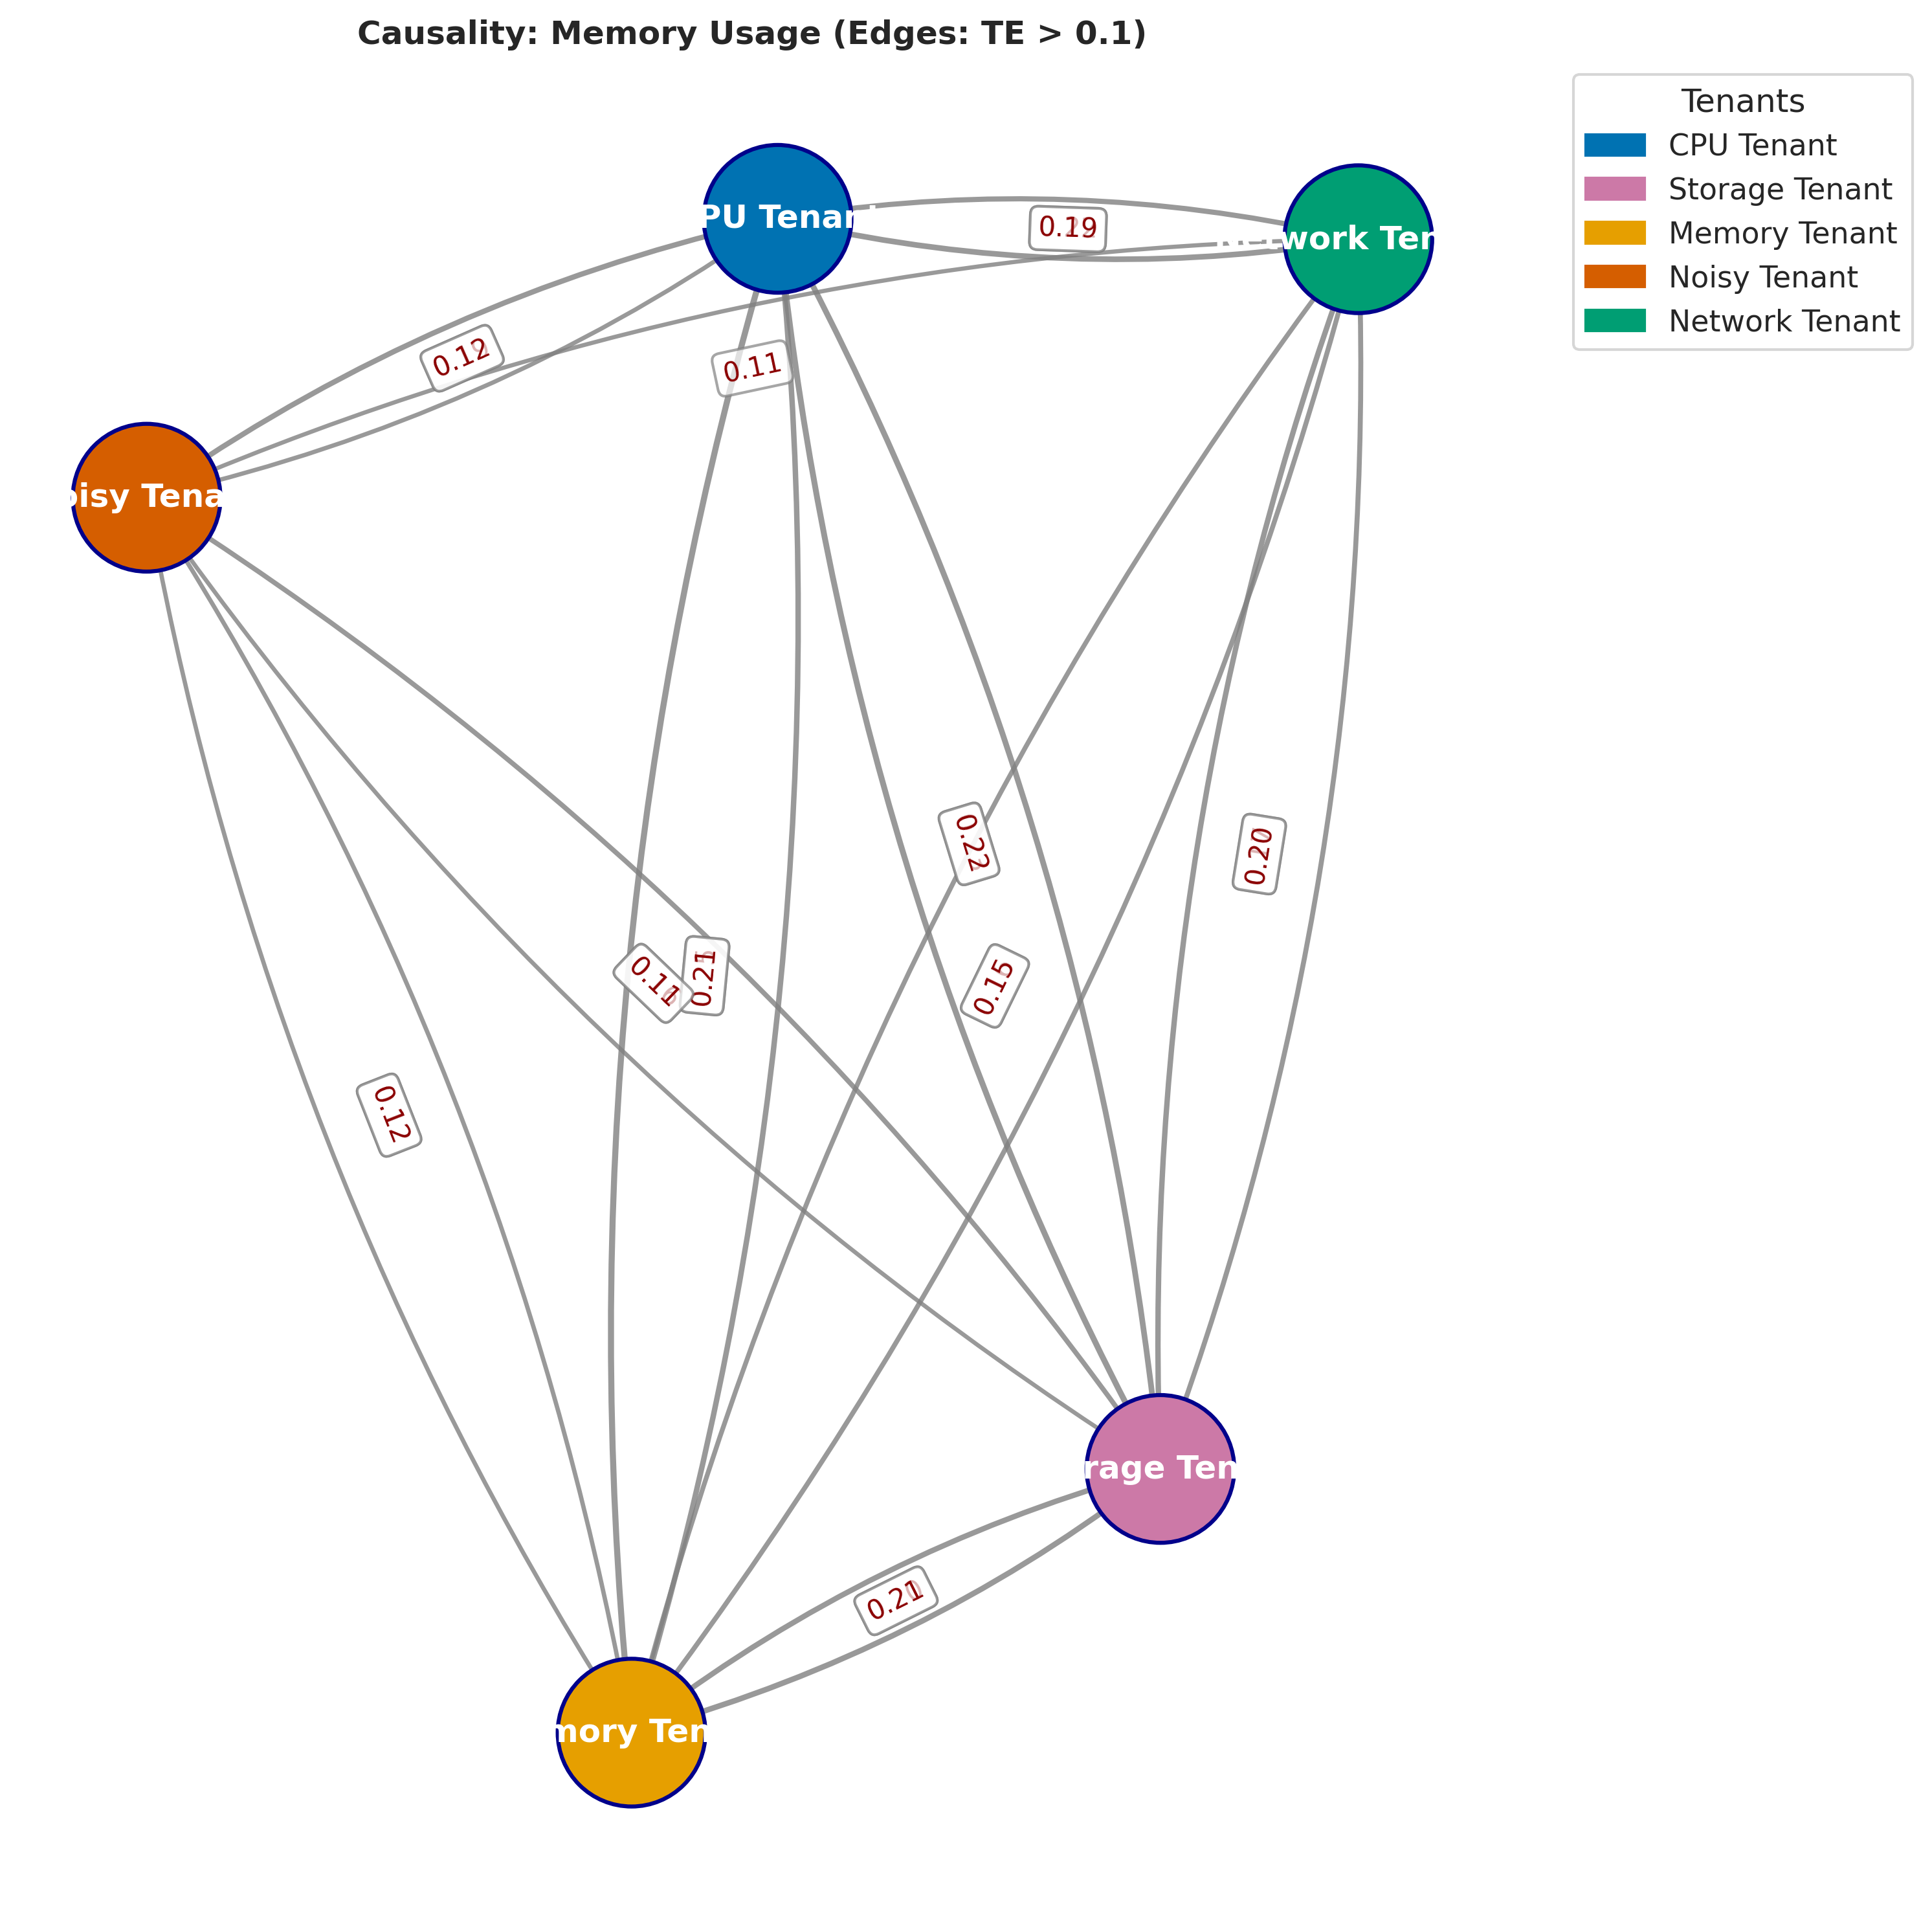 Causality: Memory Usage (Edges: TE > 0.1)
Tenants
CPU Tenant
Storage Tenant
Memory Tenant
Noisy Tenant
Network Tenant
PU Tenant
work Ten
0.19
0.12
0.11
oisy Tena
0.22
0.20
0.11
0.21
0.15
0.12
rage Ten
0.21
mory Ten